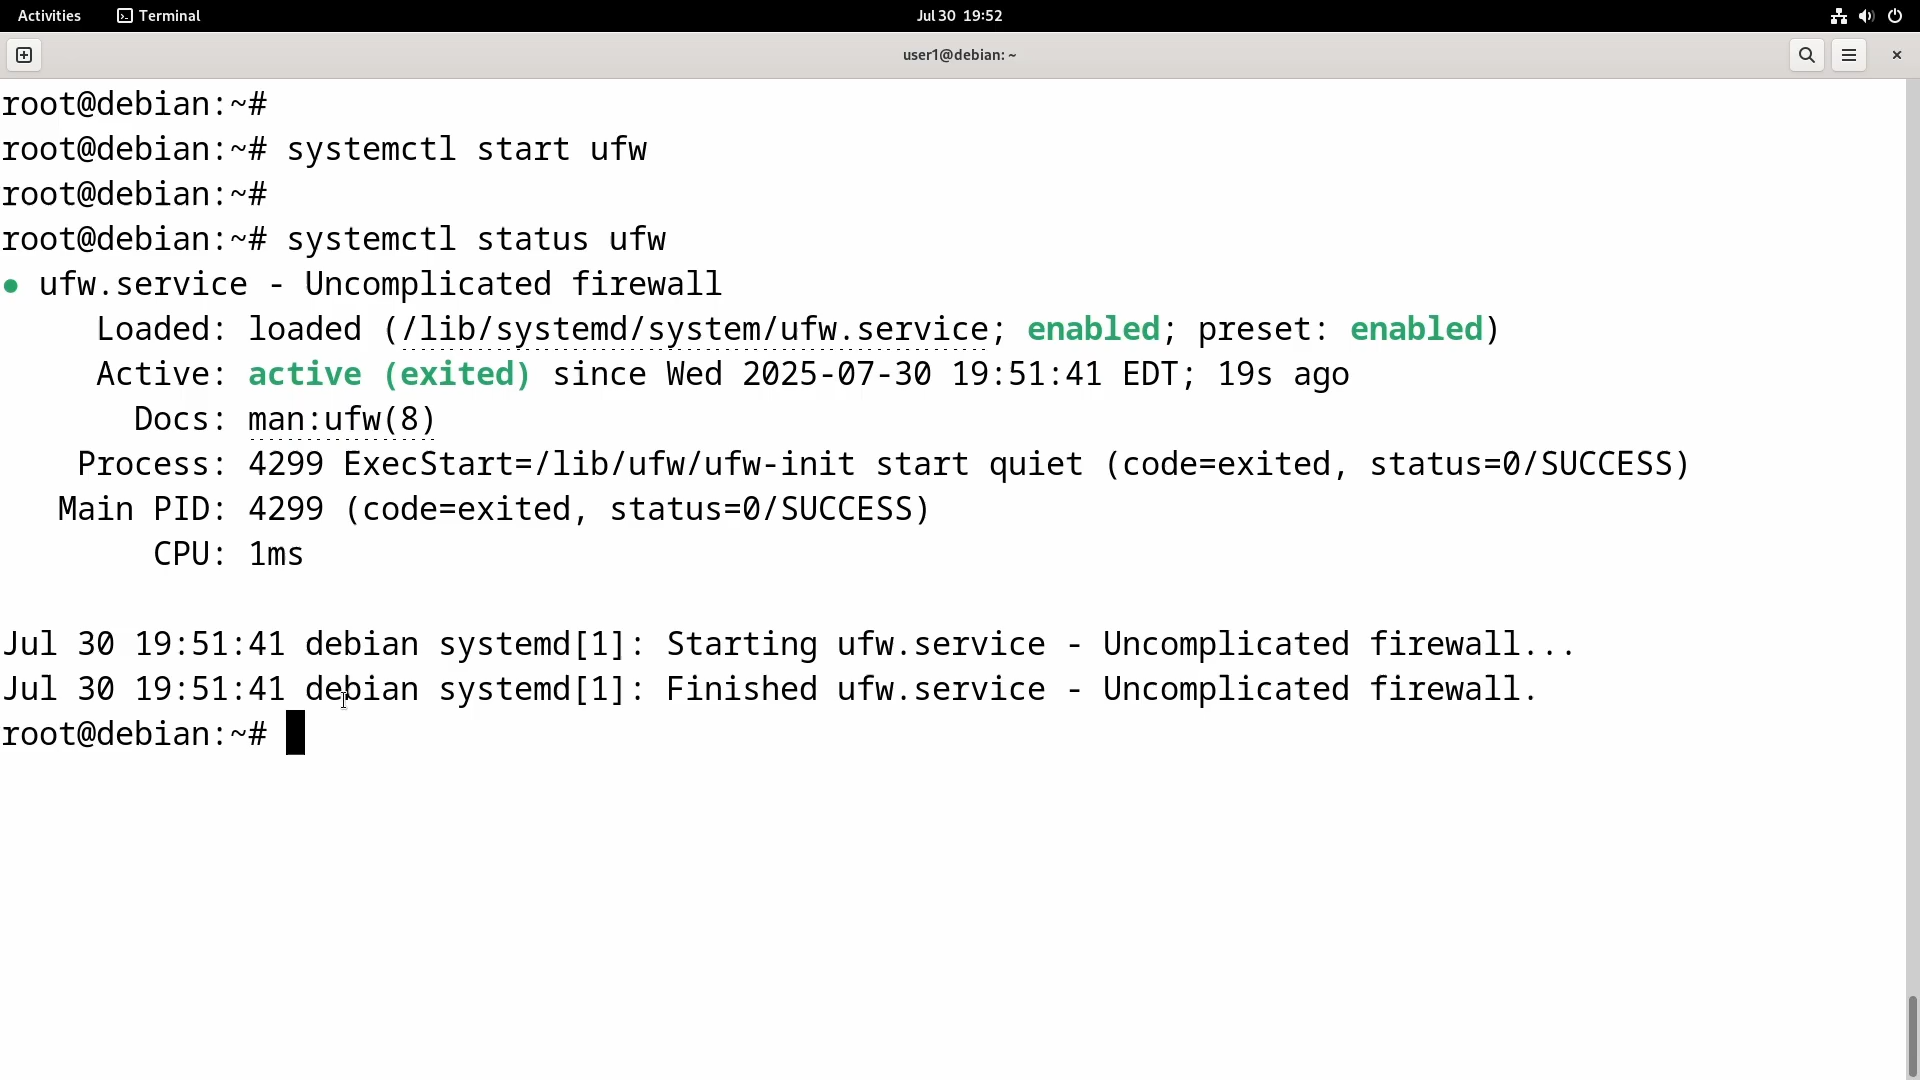 Activities Terminal Jul 30 19:52
user1@debian: ~
root@debian:~#
root@debian:~# systemctl start ufw
root@debian:~#
root@debian:~# systemctl status ufw
● ufw.service - Uncomplicated firewall
     Loaded: loaded (/lib/systemd/system/ufw.service; enabled; preset: enabled)
     Active: active (exited) since Wed 2025-07-30 19:51:41 EDT; 19s ago
       Docs: man:ufw(8)
    Process: 4299 ExecStart=/lib/ufw/ufw-init start quiet (code=exited, status=0/SUCCESS)
   Main PID: 4299 (code=exited, status=0/SUCCESS)
        CPU: 1ms

Jul 30 19:51:41 debian systemd[1]: Starting ufw.service - Uncomplicated firewall...
Jul 30 19:51:41 debian systemd[1]: Finished ufw.service - Uncomplicated firewall.
root@debian:~#